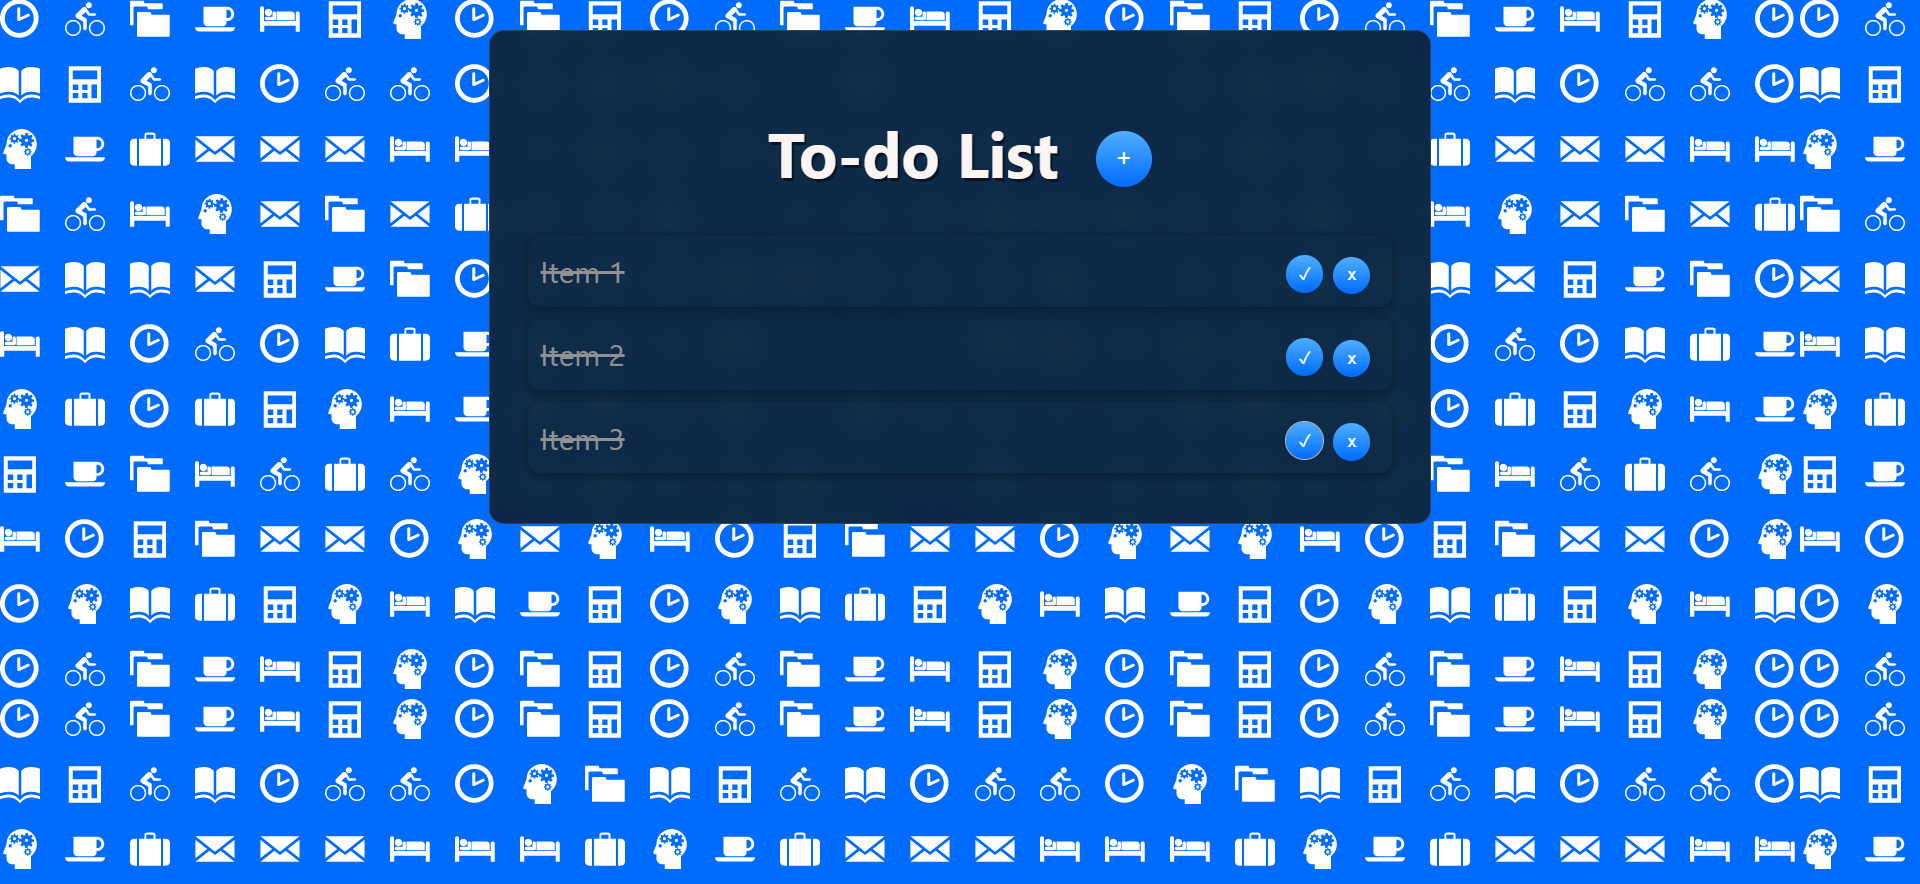 To-do List +
Item 1 ✓ x
Item 2 ✓ x
Item 3 ✓ x